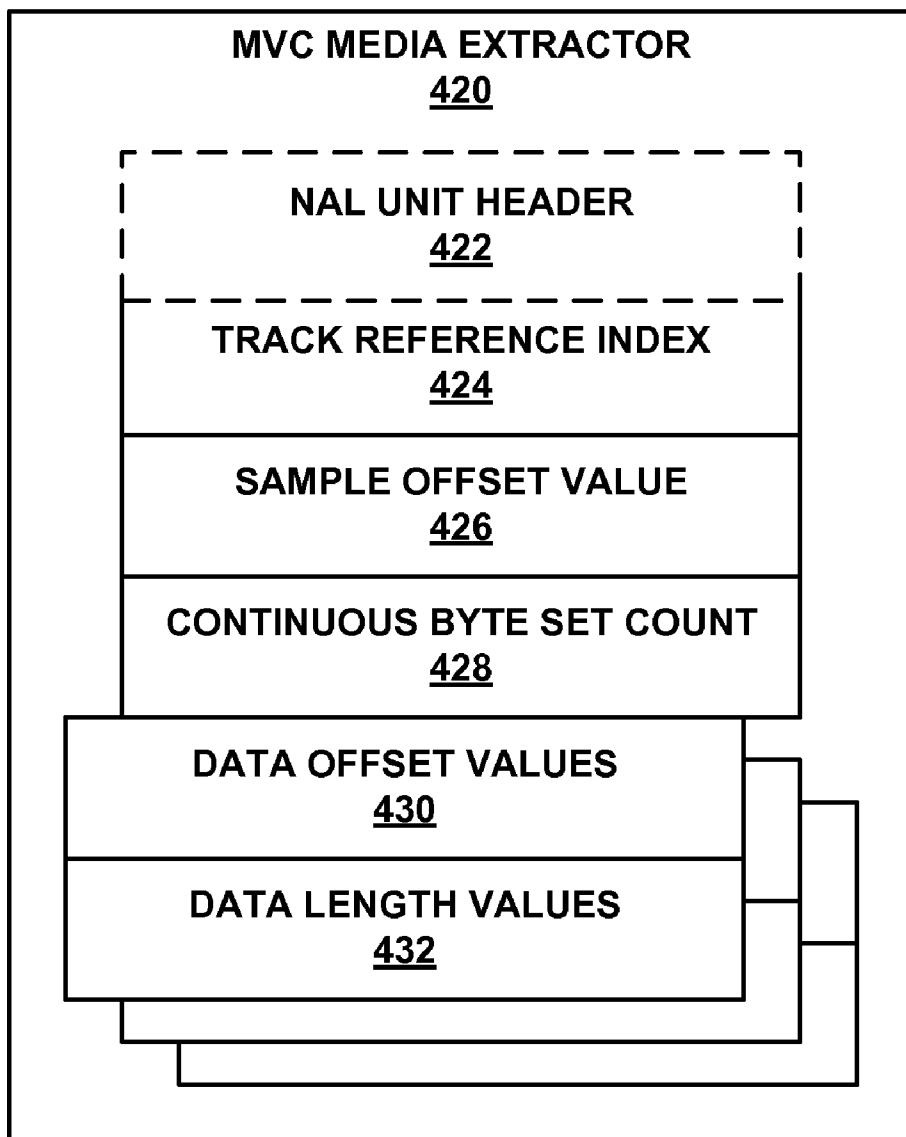 MVC MEDIA EXTRACTOR
420
NAL UNIT HEADER
422
TRACK REFERENCE INDEX
424
SAMPLE OFFSET VALUE
426
CONTINUOUS BYTE SET COUNT
428
DATA OFFSET VALUES
430
DATA LENGTH VALUES
432